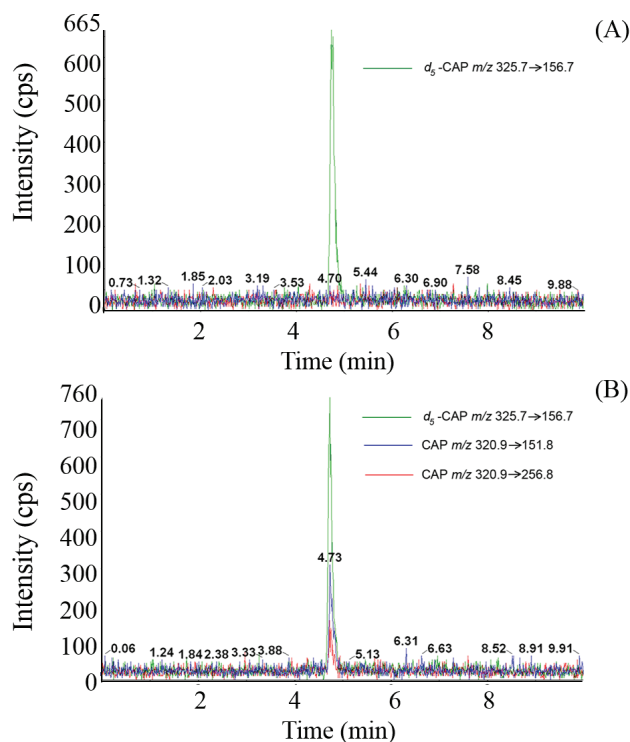 (A)
665
600
500
400
300
200
100
0
Intensity (cps)
d5 -CAP m/z 325.7→156.7
0.73 1.32 1.85 2.03 3.19 3.53 4.70 5.44 6.30 6.90 7.58 8.45 9.88
2 4 6 8
Time (min)
(B)
760
700
600
500
400
300
200
100
0
Intensity (cps)
d5 -CAP m/z 325.7→156.7
CAP m/z 320.9→151.8
CAP m/z 320.9→256.8
4.73
0.06 1.24 1.84 2.38 3.33 3.88 5.13 6.31 6.63 8.52 8.91 9.91
2 4 6 8
Time (min)